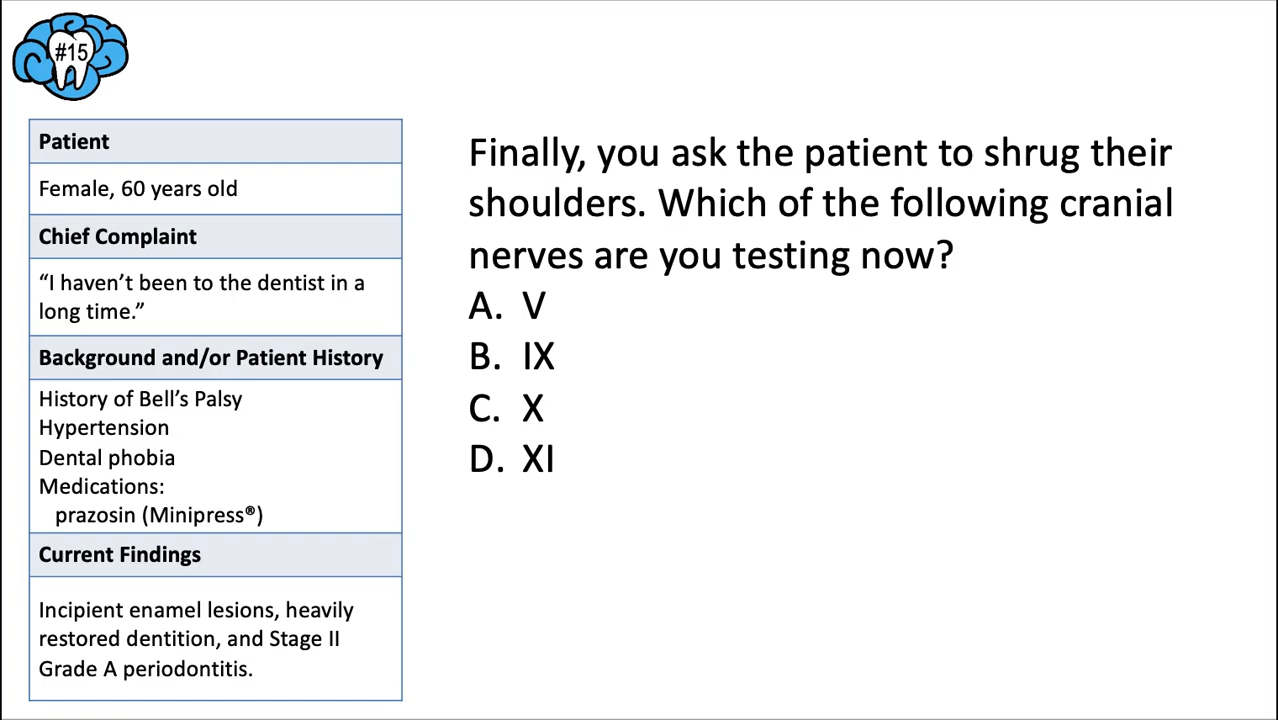 #15
Patient
Female, 60 years old
Chief Complaint
“I haven’t been to the dentist in a
long time.”
Background and/or Patient History
History of Bell’s Palsy
Hypertension
Dental phobia
Medications:
prazosin (Minipress®)
Current Findings
Incipient enamel lesions, heavily
restored dentition, and Stage II
Grade A periodontitis.
Finally, you ask the patient to shrug their
shoulders. Which of the following cranial
nerves are you testing now?
A. V
B. IX
C. X
D. XI